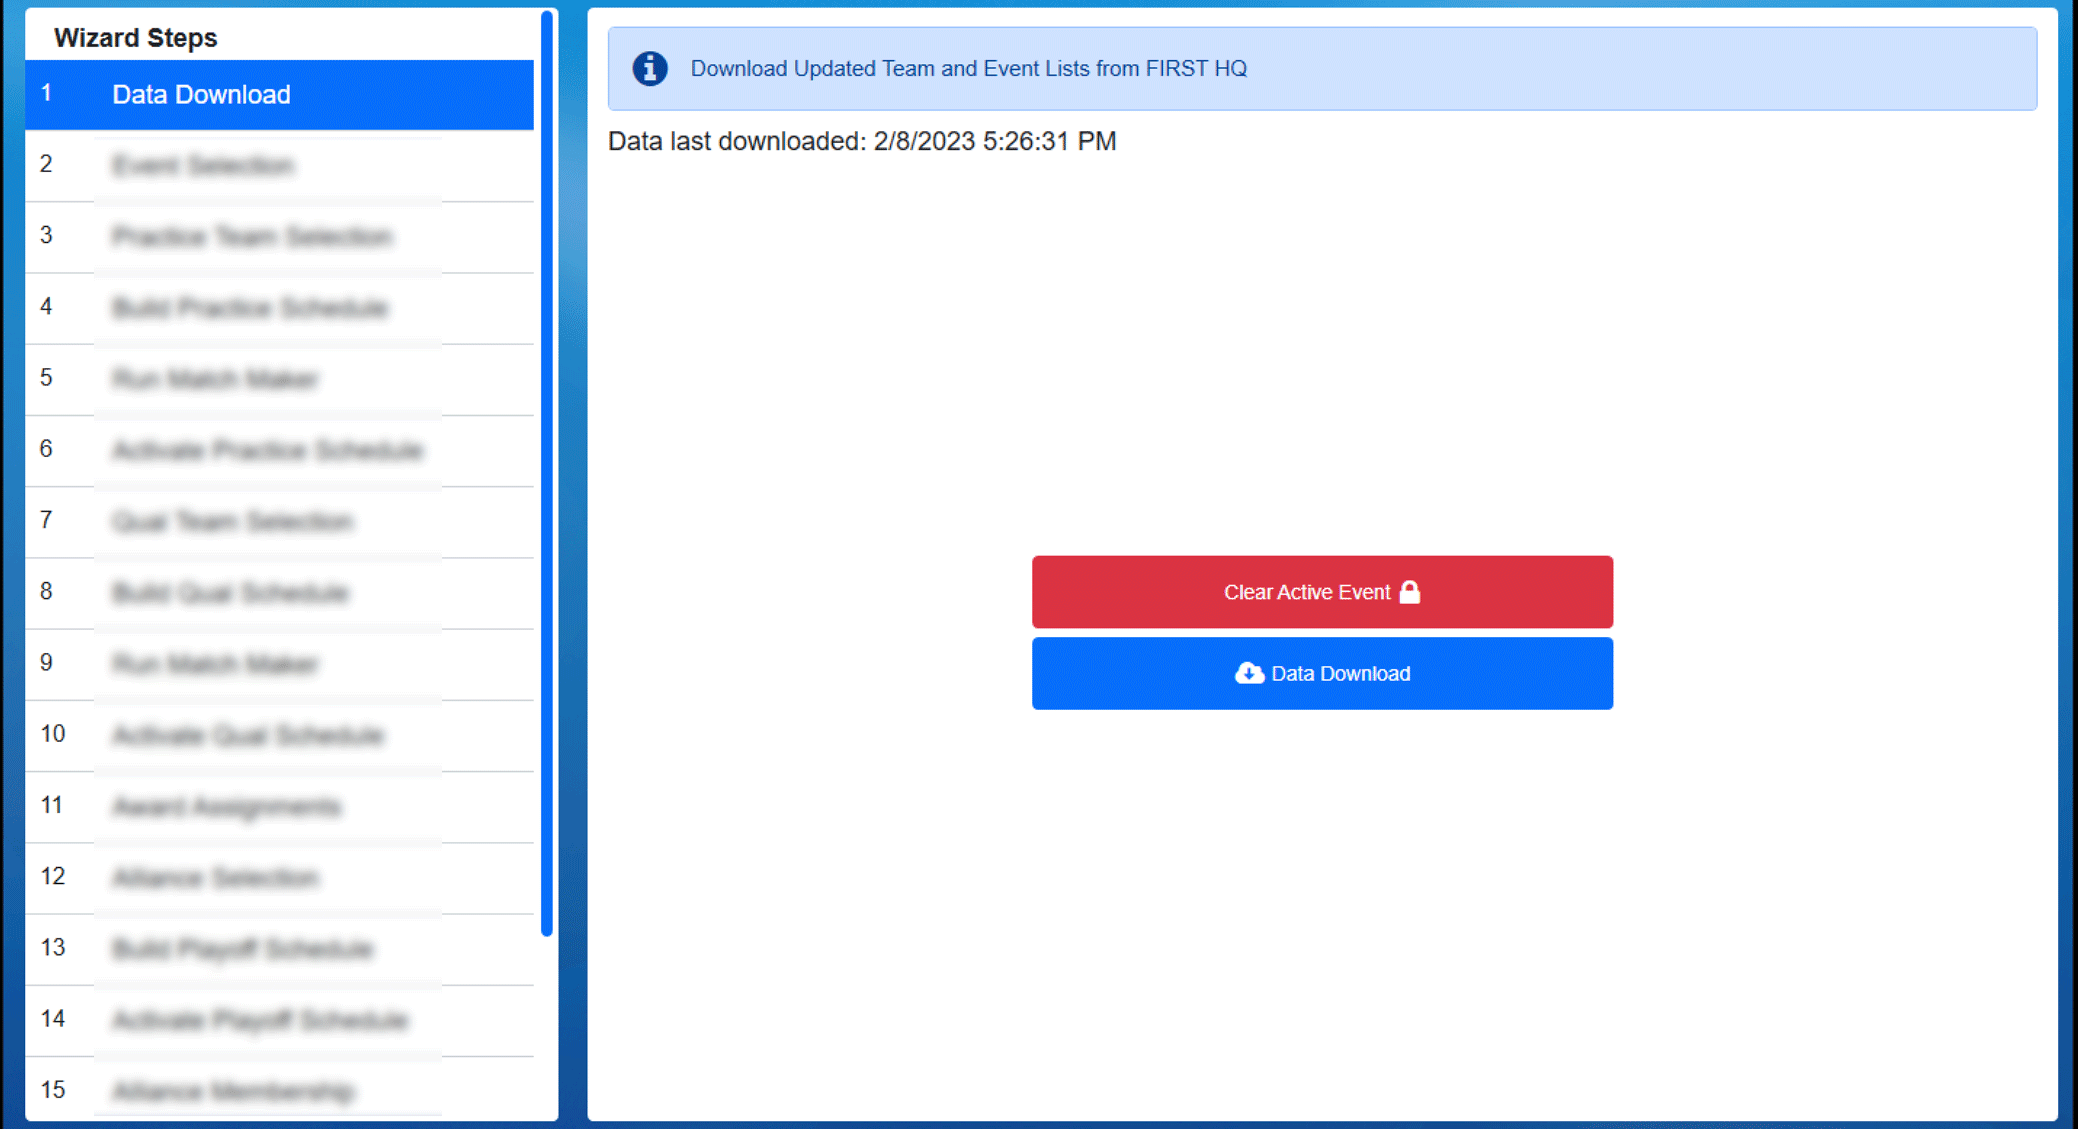 Wizard Steps
1 Data Download
2 Event Selection
3 Practice Team Selection
4 Build Practice Schedule
5 Run Match Maker
6 Activate Practice Schedule
7 Qual Team Selection
8 Build Qual Schedule
9 Run Match Maker
10 Activate Qual Schedule
11 Award Assignments
12 Alliance Selection
13 Build Playoff Schedule
14 Activate Playoff Schedule
15 Alliance Membership
Download Updated Team and Event Lists from FIRST HQ
Data last downloaded: 2/8/2023 5:26:31 PM
Clear Active Event
Data Download